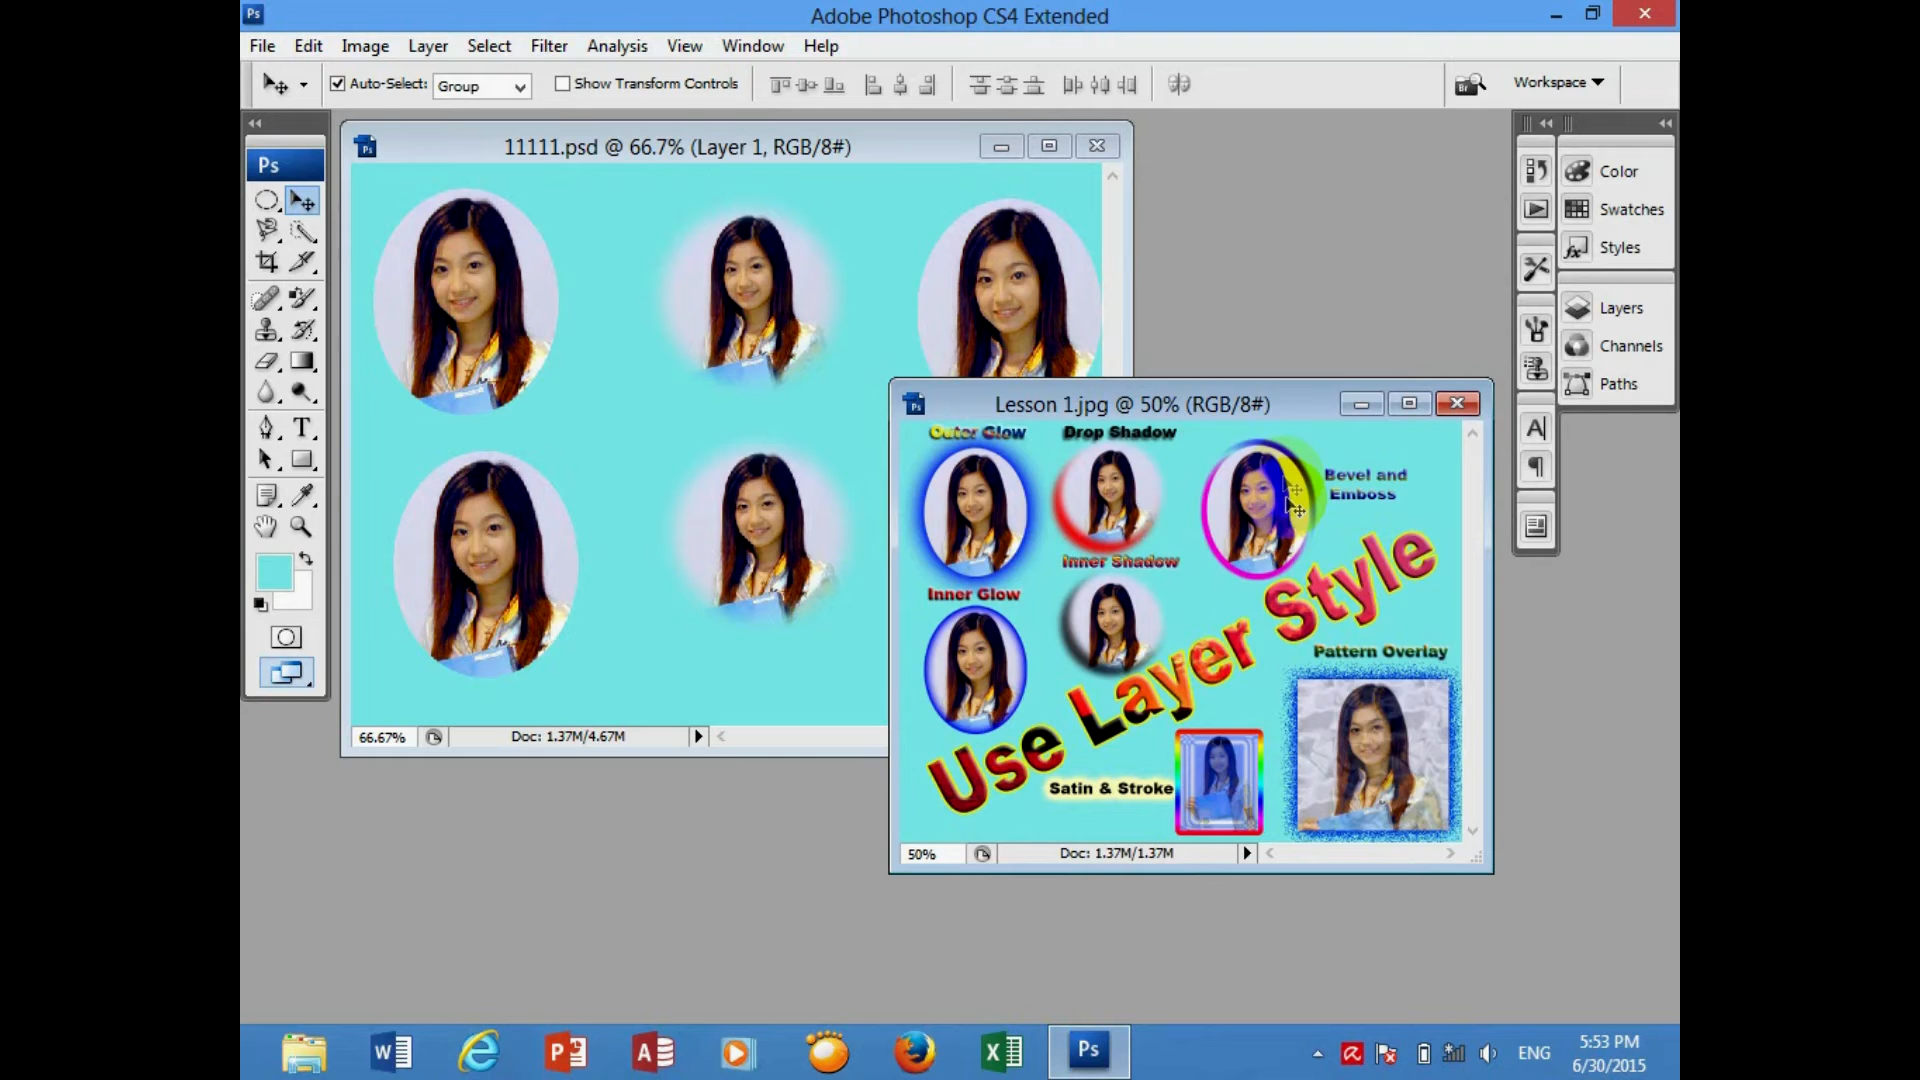 Ps
Adobe Photoshop CS4 Extended
File Edit Image Layer Select Filter Analysis View Window Help
Auto-Select: Group Show Transform Controls Br Workspace
Ps
11111.psd @ 66.7% (Layer 1, RGB/8#)
66.67% Doc: 1.37M/4.67M
Lesson 1.jpg @ 50% (RGB/8#)
Outer Glow
Drop Shadow
Bevel and
Emboss
Inner Shadow
Inner Glow
Use Layer Style
Pattern Overlay
Satin & Stroke
50% Doc: 1.37M/1.37M
Color
Swatches
Styles
Layers
Channels
Paths
ENG
5:53 PM
6/30/2015